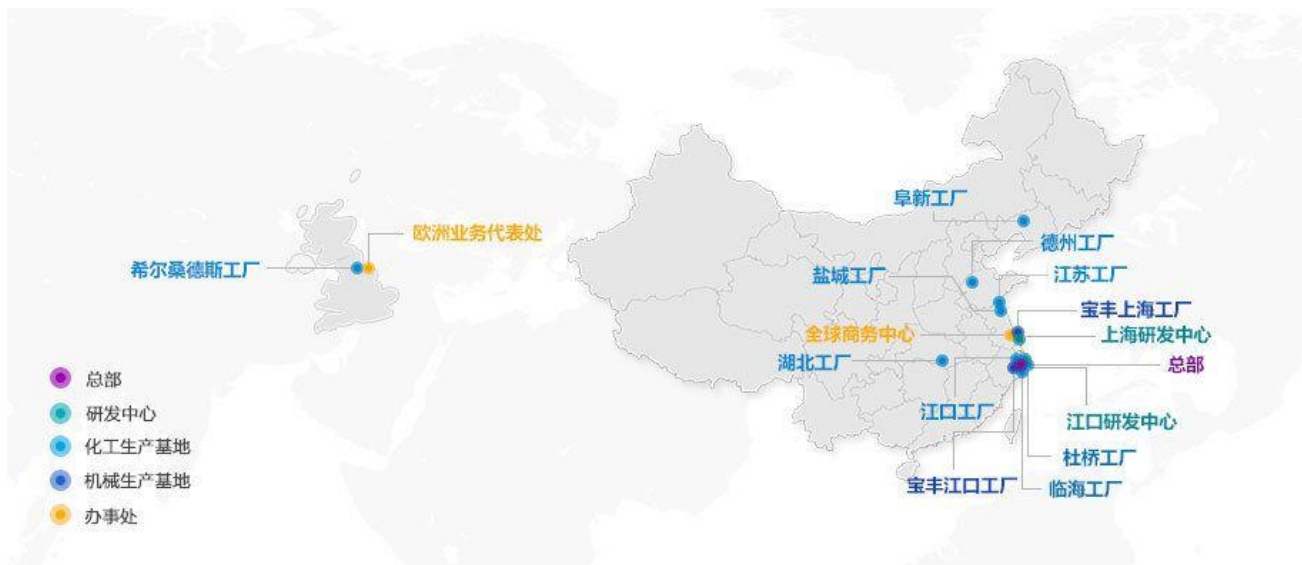 阜新工厂
欧洲业务代表处
德州工厂
希尔桑德斯工厂
盐城工厂
江苏工厂
宝丰上海工厂
全球商务中心
上海研发中心
湖北工厂
总部
总部
江口工厂
研发中心
江口研发中心
化工生产基地
杜桥工厂
机械生产基地
宝丰江口工厂
临海工厂
办事处